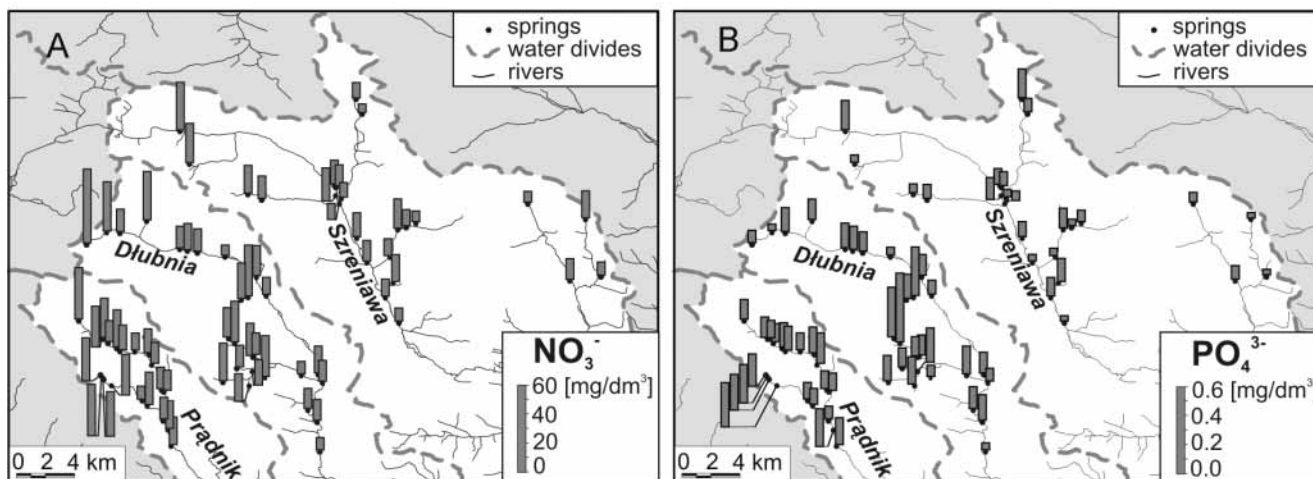 A
springs
water divides
rivers
Dłubnia
Szreniawa
Prądnik
NO₃⁻
60 [mg/dm³]
40
20
0
0 2 4 km
B
springs
water divides
rivers
Dłubnia
Szreniawa
Prądnik
PO₄³⁻
0.6 [mg/dm³]
0.4
0.2
0.0
0 2 4 km